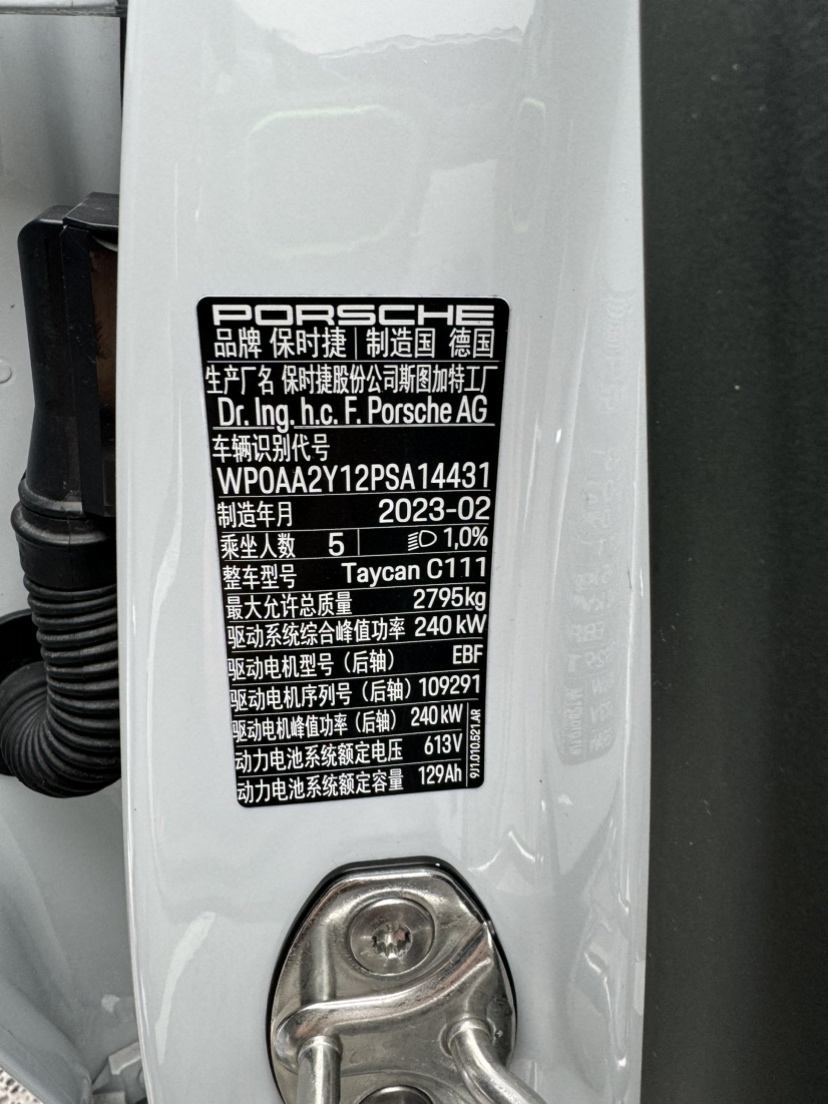 PORSCHE
品牌 保时捷 制造国 德国
生产厂名 保时捷股份公司斯图加特工厂
Dr. Ing. h.c. F. Porsche AG
车辆识别代号
WP0AA2Y12PSA14431
制造年月 2023-02
乘坐人数 5 1,0%
整车型号 Taycan C111
最大允许总质量 2795kg
驱动系统综合峰值功率 240 kW
驱动电机型号（后轴） EBF
驱动电机序列号（后轴）109291
驱动电机峰值功率（后轴） 240 kW
动力电池系统额定电压 613V
动力电池系统额定容量 129Ah
9J1.010.521.AR